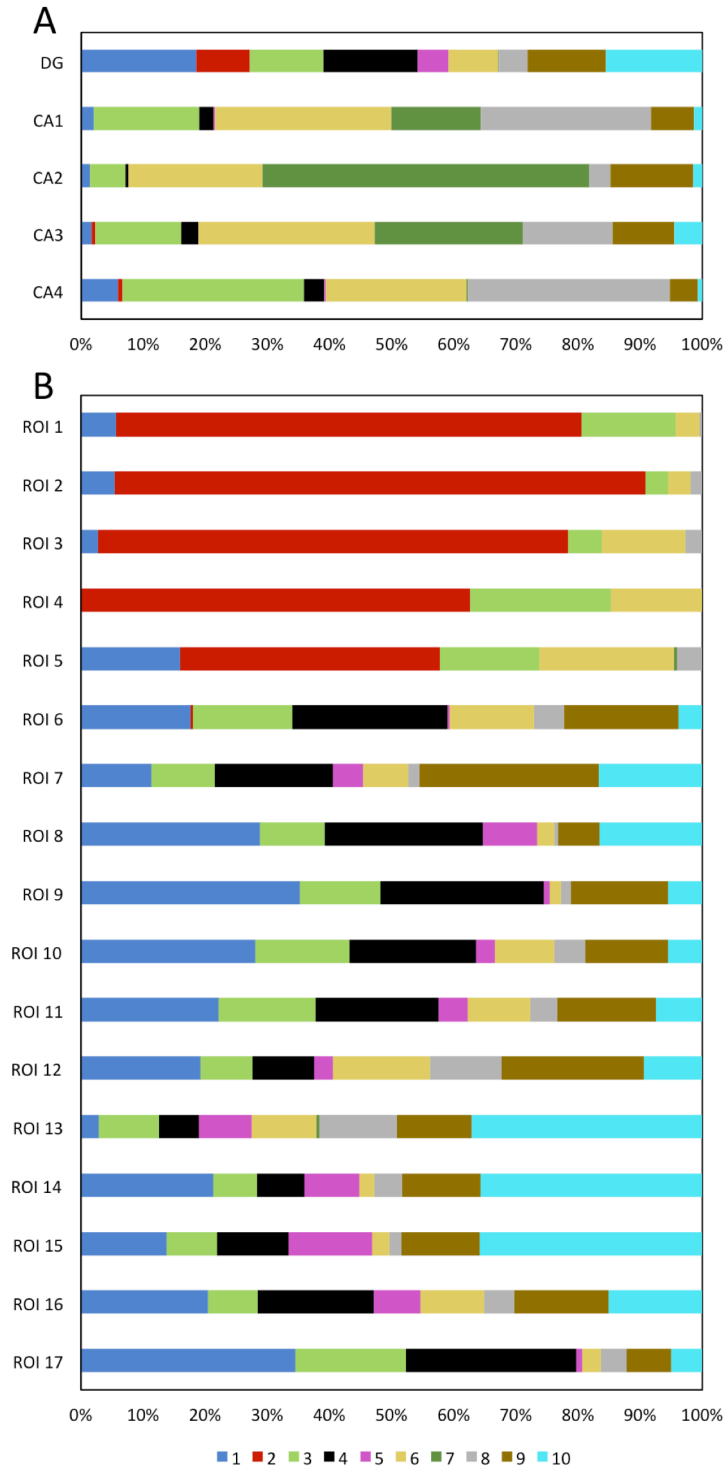 A
DG
CA1
CA2
CA3
CA4
0% 10% 20% 30% 40% 50% 60% 70% 80% 90% 100%
B
ROI 1
ROI 2
ROI 3
ROI 4
ROI 5
ROI 6
ROI 7
ROI 8
ROI 9
ROI 10
ROI 11
ROI 12
ROI 13
ROI 14
ROI 15
ROI 16
ROI 17
0% 10% 20% 30% 40% 50% 60% 70% 80% 90% 100%
1 2 3 4 5 6 7 8 9 10